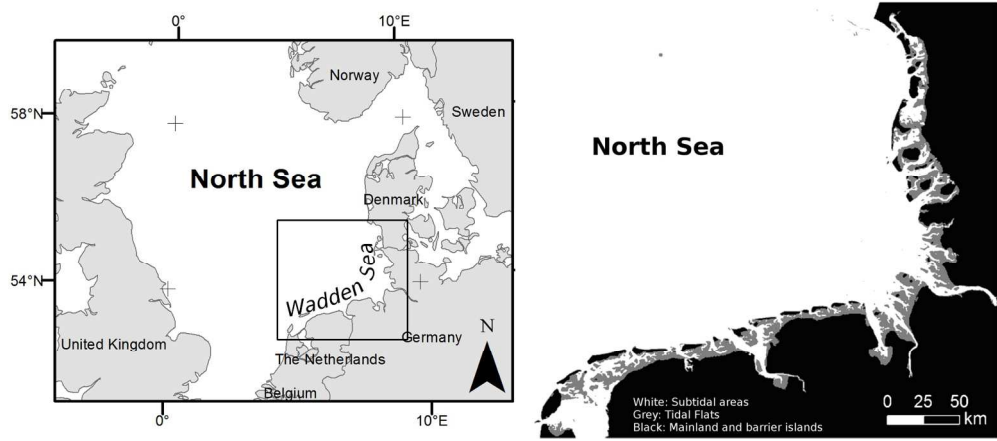 0°
10°E
Norway
58°N
Sweden
North Sea
Denmark
Wadden Sea
54°N
N
United Kingdom
Germany
The Netherlands
Belgium
0°
10°E
North Sea
White: Subtidal areas
Grey: Tidal Flats
Black: Mainland and barrier islands
0 25 50
km